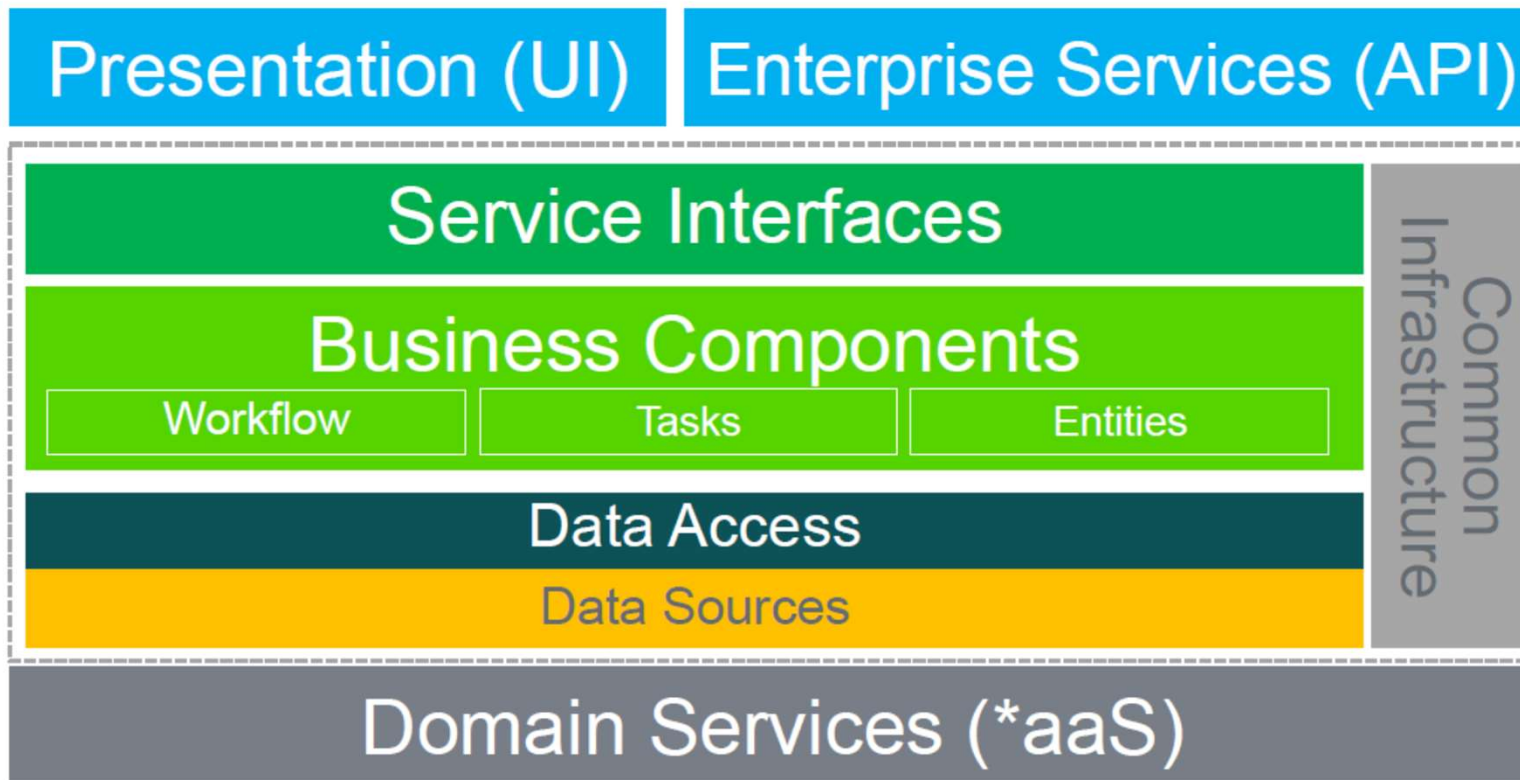 Presentation (UI)
Enterprise Services (API)
Service Interfaces
Business Components
Workflow
Tasks
Entities
Data Access
Data Sources
Common
Infrastructure
Domain Services (*aaS)